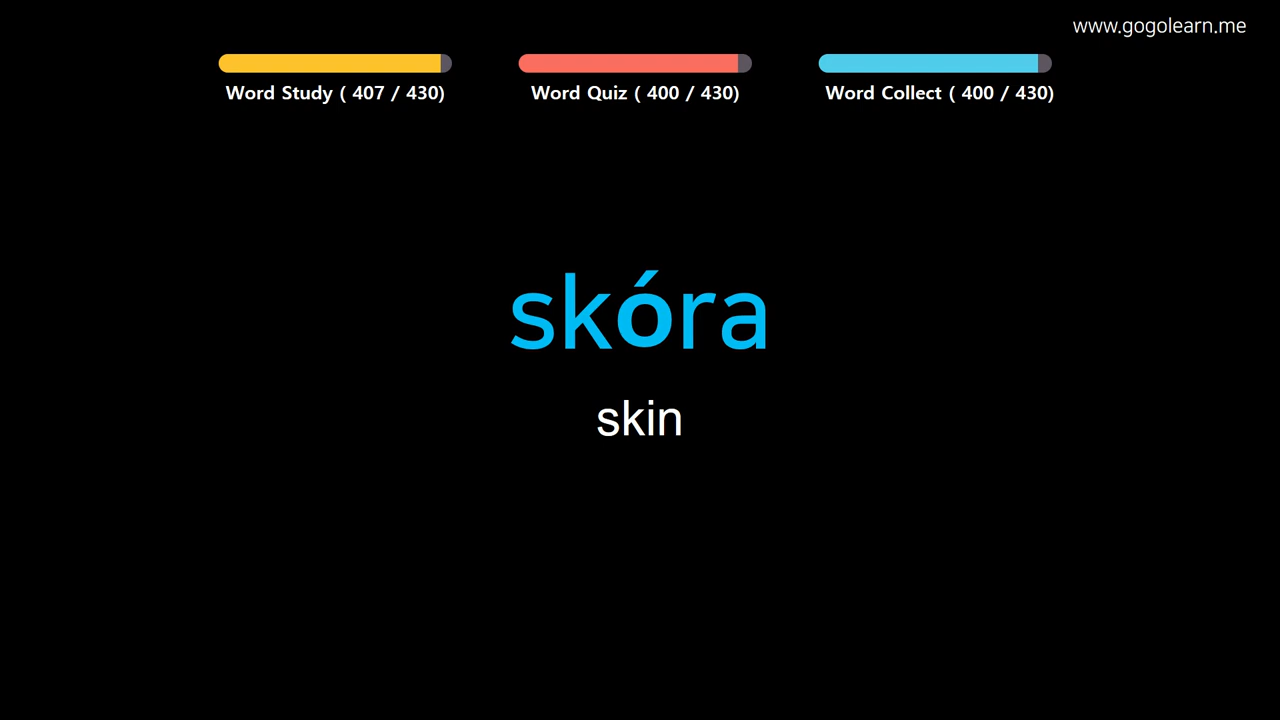 www.gogolearn.me
Word Study ( 407 / 430)
Word Quiz ( 400 / 430)
Word Collect ( 400 / 430)
skóra
skin